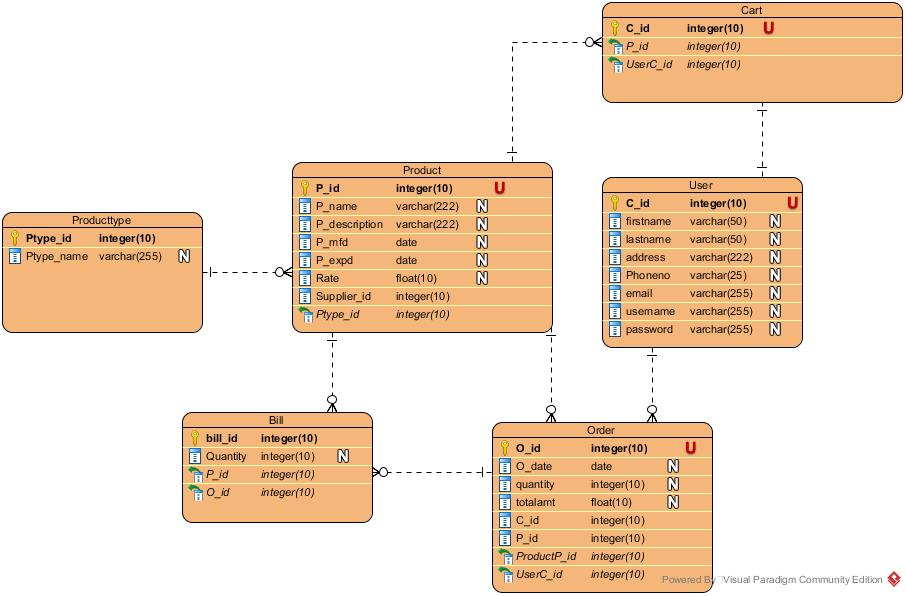 Cart
C_id integer(10) U
P_id integer(10)
UserC_id integer(10)
Product
P_id integer(10) U
P_name varchar(222) N
P_description varchar(222) N
P_mfd date N
P_expd date N
Rate float(10) N
Supplier_id integer(10)
Ptype_id integer(10)
User
C_id integer(10) U
firstname varchar(50) N
lastname varchar(50) N
address varchar(222) N
Phoneno varchar(25) N
email varchar(255) N
username varchar(255) N
password varchar(255) N
Producttype
Ptype_id integer(10)
Ptype_name varchar(255) N
Bill
bill_id integer(10)
Quantity integer(10) N
P_id integer(10)
O_id integer(10)
Order
O_id integer(10) U
O_date date N
quantity integer(10) N
totalamt float(10) N
C_id integer(10)
P_id integer(10)
ProductP_id integer(10)
UserC_id integer(10)
Powered By Visual Paradigm Community Edition